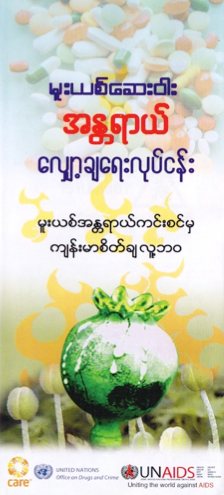 မူးယစ်ဆေးဝါး
အန္တရာယ်
လျှော့ချရေးလုပ်ငန်း
မူးယစ်အန္တရာယ်ကင်းစင်မှ
ကျန်းမာစိတ်ချ လူ့ဘဝ
care
UNITED NATIONS
Office on Drugs and Crime
UNAIDS
Uniting the world against AIDS